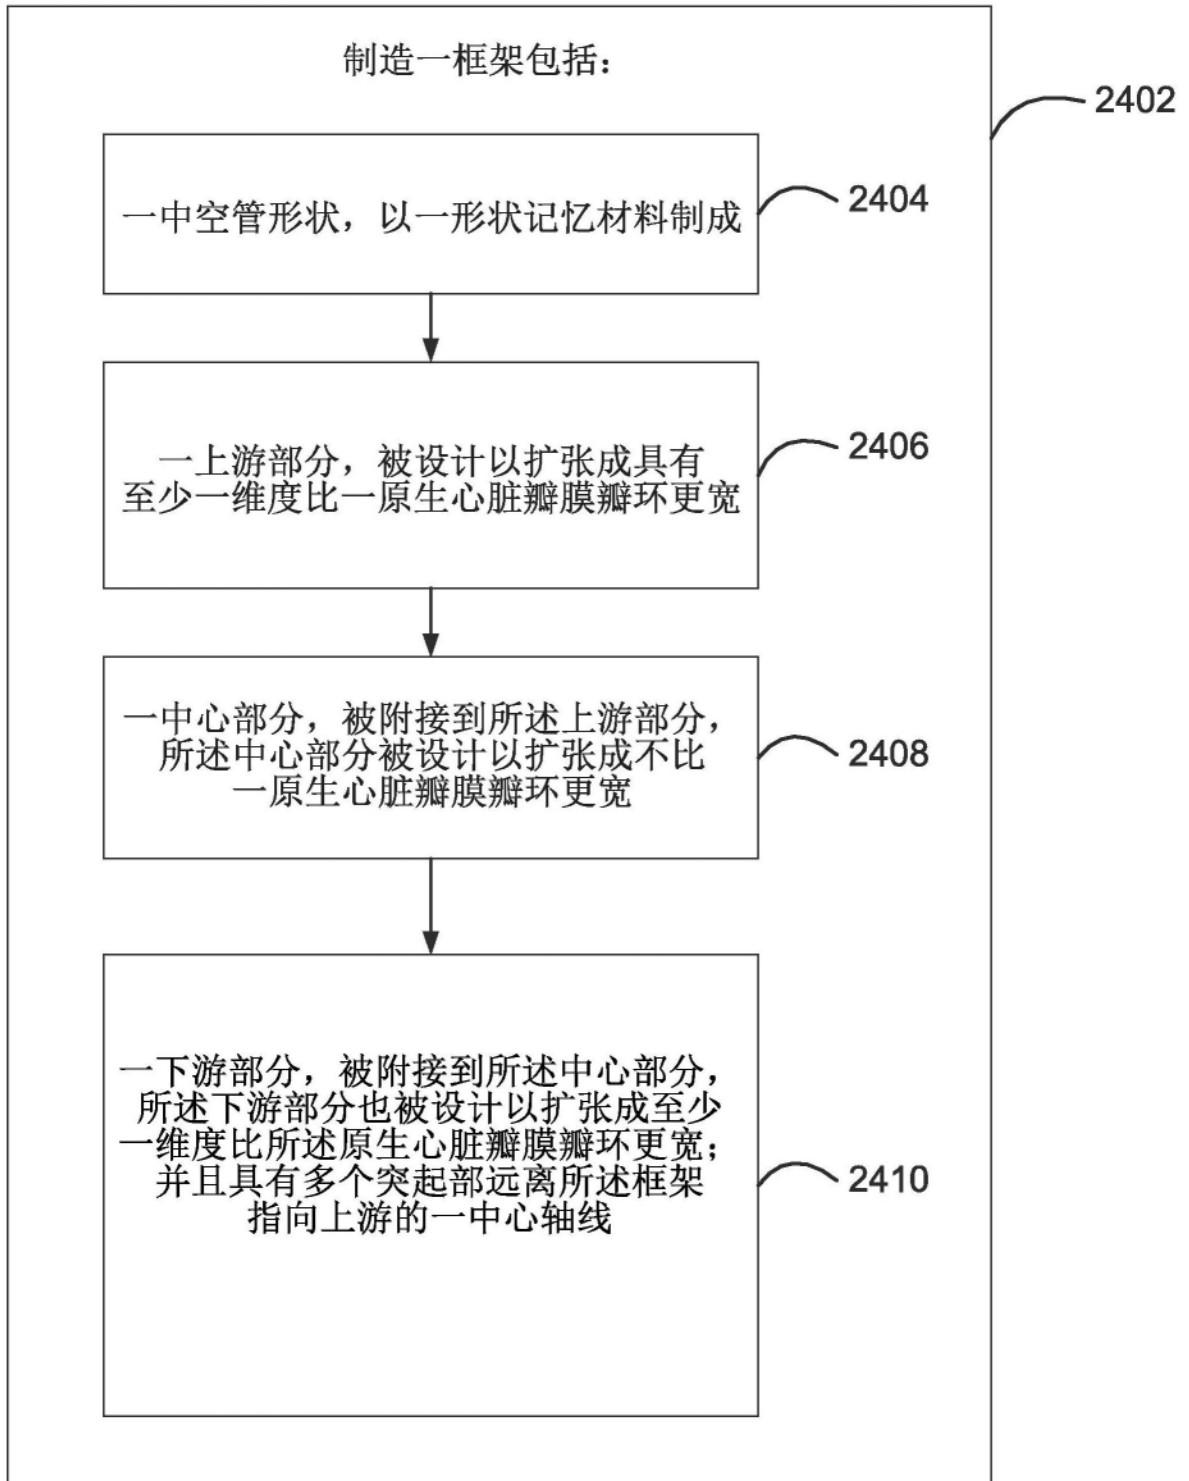 制造一框架包括：
2402
一中空管形状，以一形状记忆材料制成
2404
一上游部分，被设计以扩张成具有
至少一维度比一原生心脏瓣膜瓣环更宽
2406
一中心部分，被附接到所述上游部分，
所述中心部分被设计以扩张成不比
一原生心脏瓣膜瓣环更宽
2408
一下游部分，被附接到所述中心部分，
所述下游部分也被设计以扩张成至少
一维度比所述原生心脏瓣膜瓣环更宽；
并且具有多个突起部远离所述框架
指向上游的一中心轴线
2410